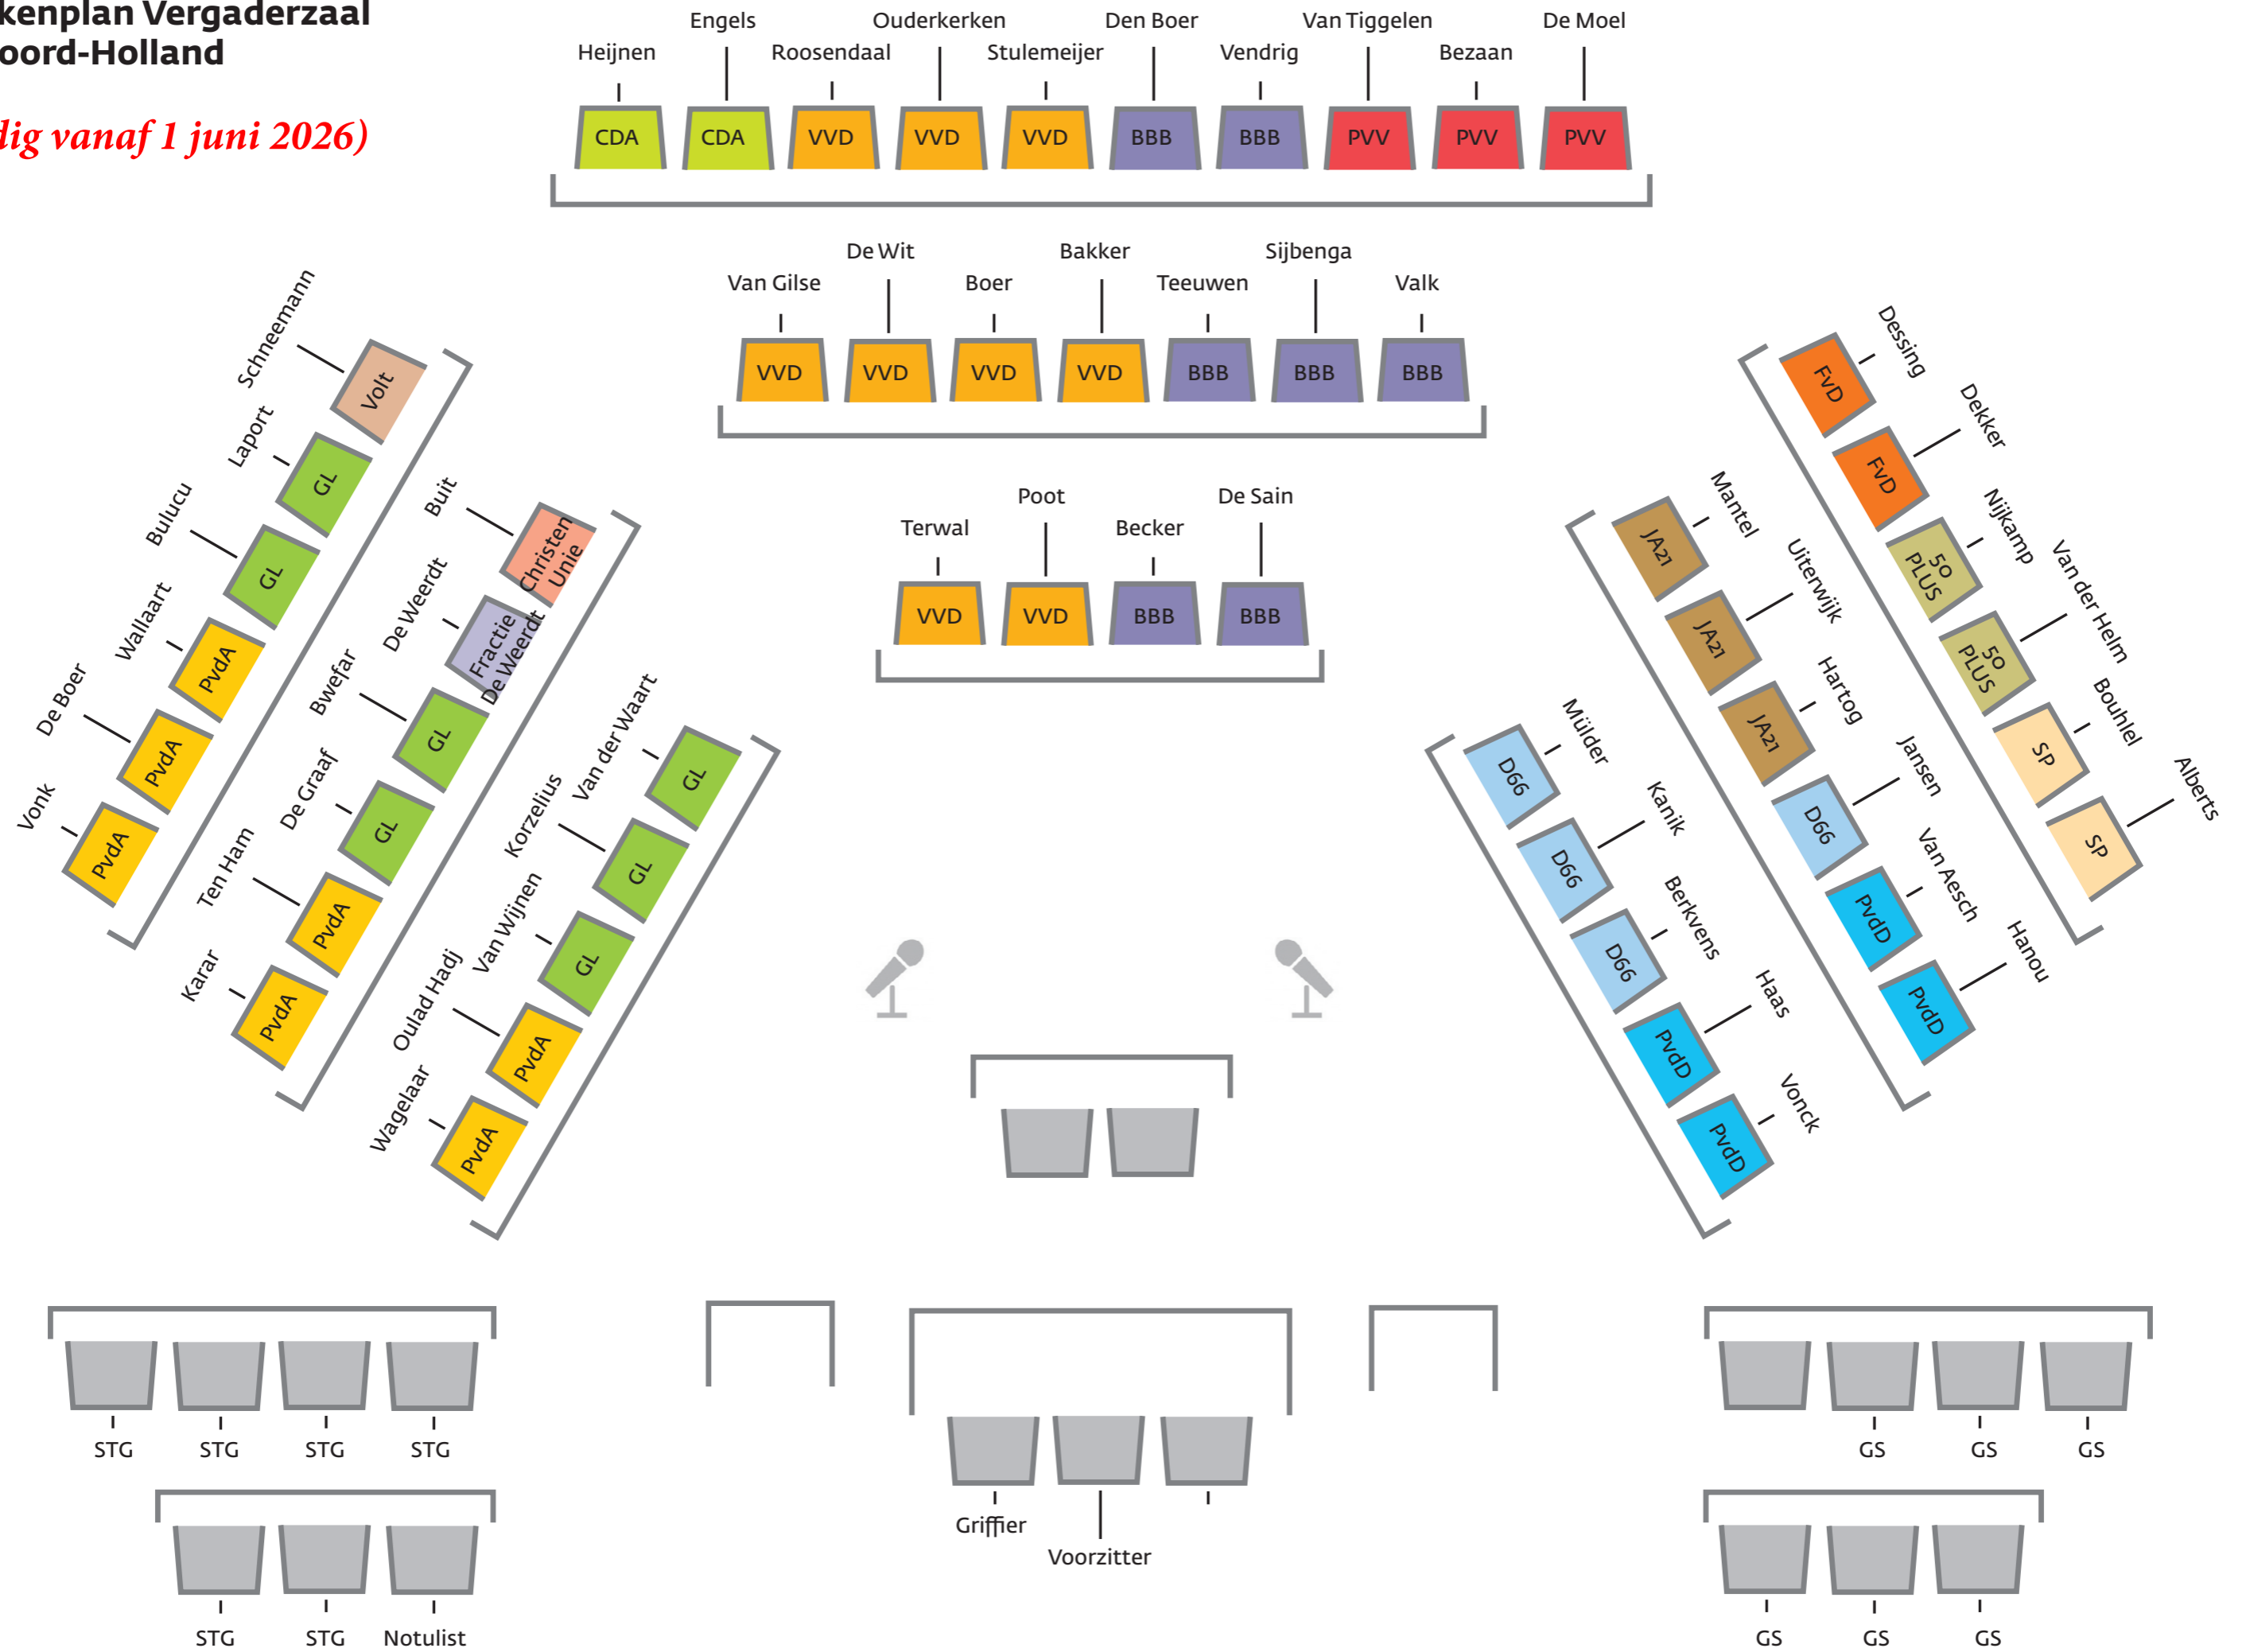 kenplan Vergaderzaal
oord-Holland
dig vanaf 1 juni 2026)
Engels Ouderkerken Den Boer Van Tiggelen De Moel
Heijnen Roosendaal Stulemeijer Vendrig Bezaan
CDA CDA VVD VVD VVD BBB BBB PVV PVV PVV
De Wit Bakker Sijbenga
Van Gilse Boer Teeuwen Valk
VVD VVD VVD VVD BBB BBB BBB
Poot De Sain
Terwal Becker
VVD VVD BBB BBB
Schneemann
Volt
Laport
GL
Bulucu
GL
Wallaart
PvdA
De Boer
PvdA
Vonk
PvdA
Buit
Christen
Unie
De Weerdt
Fractie
De Weerdt
Bwefar
GL
De Graaf
GL
Ten Ham
PvdA
Karar
PvdA
Van der Waart
GL
Korzelius
GL
Van Wijnen
GL
Oulad Hadj
PvdA
Wagelaar
PvdA
Mülder
D66
Kanik
D66
Berkvens
D66
Haas
PvdD
Vonck
PvdD
Mantel
JA21
Uiterwijk
JA21
Hartog
JA21
Jansen
D66
Van Aesch
PvdD
Hanou
PvdD
Dessing
FvD
Dekker
FvD
Nijkamp
50
PLUS
Van der Helm
50
PLUS
Bouhlel
SP
Alberts
SP
STG STG STG STG
STG STG Notulist
Griffier
Voorzitter
GS GS GS
GS GS GS